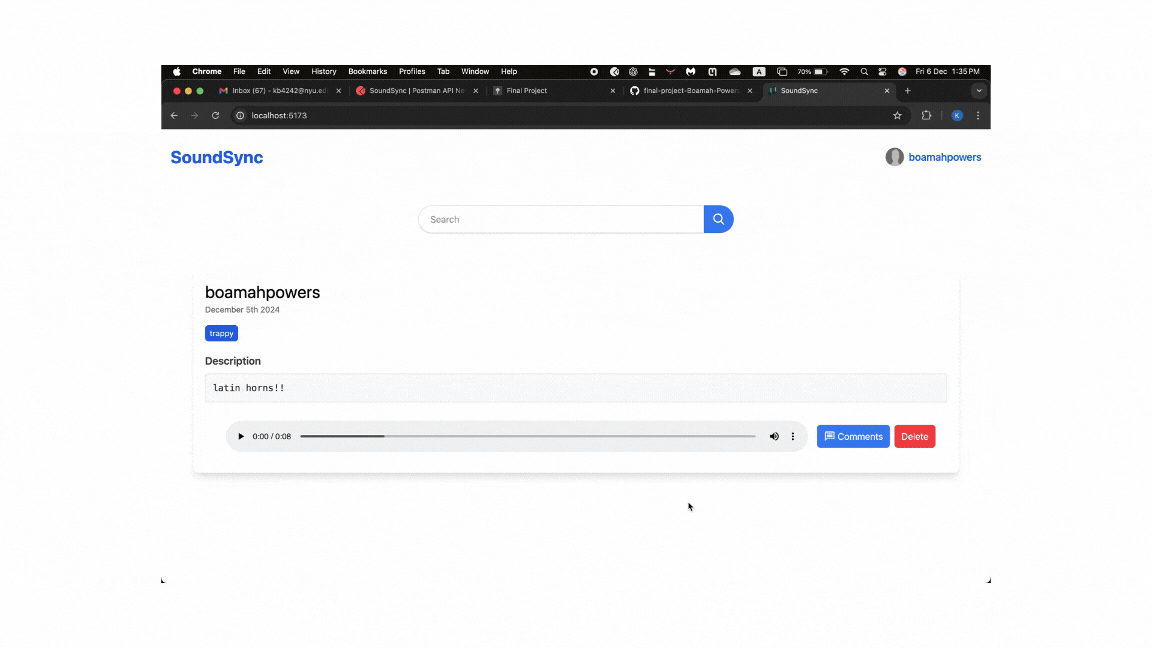 Chrome File Edit View History Bookmarks Profiles Tab Window Help A 70% Fri 6 Dec 1:35 PM
Inbox (67) - kb4242@nyu.ed SoundSync | Postman API Ne Final Project final-project-Boamah-Power SoundSync
localhost:5173 K
SoundSync boamahpowers
Search
boamahpowers
December 5th 2024
trappy
Description
latin horns!!
0:00 / 0:08 Comments Delete